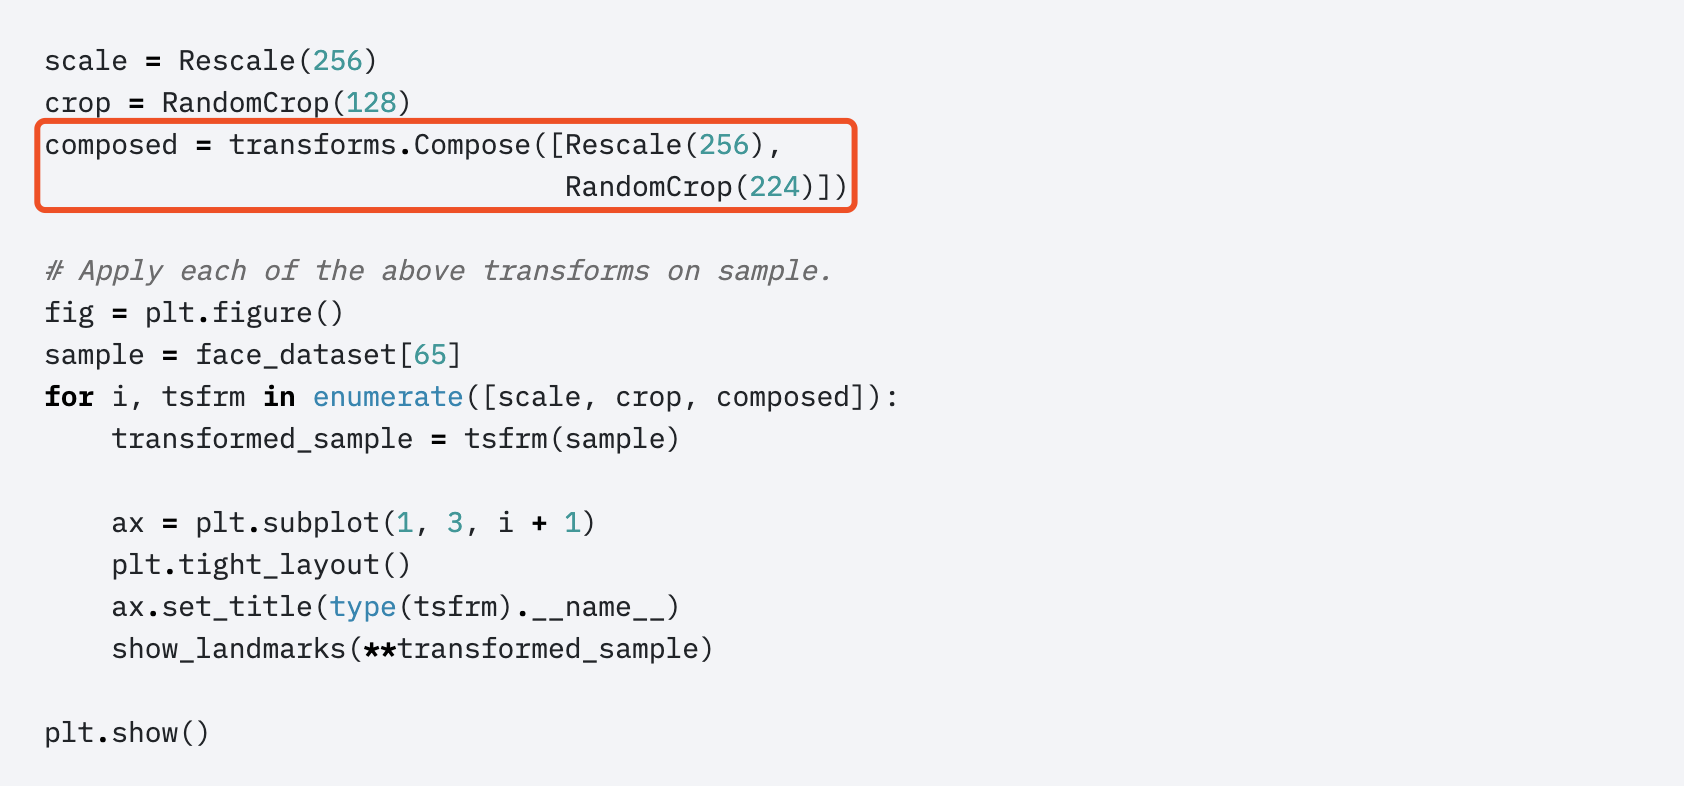 scale = Rescale(256)
crop = RandomCrop(128)
composed = transforms.Compose([Rescale(256),
                               RandomCrop(224)])

# Apply each of the above transforms on sample.
fig = plt.figure()
sample = face_dataset[65]
for i, tsfrm in enumerate([scale, crop, composed]):
    transformed_sample = tsfrm(sample)

    ax = plt.subplot(1, 3, i + 1)
    plt.tight_layout()
    ax.set_title(type(tsfrm).__name__)
    show_landmarks(**transformed_sample)

plt.show()